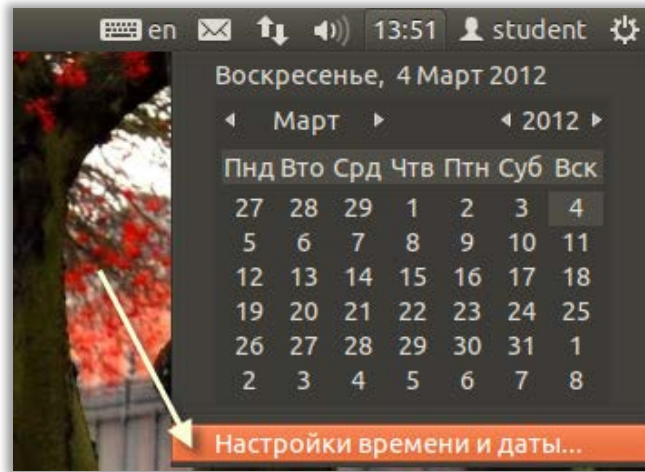 en 13:51 student
Воскресенье, 4 Март 2012
Март 2012
Пнд Вто Срд Чтв Птн Суб Вск
27 28 29 1 2 3 4
5 6 7 8 9 10 11
12 13 14 15 16 17 18
19 20 21 22 23 24 25
26 27 28 29 30 31 1
2 3 4 5 6 7 8
Настройки времени и даты...